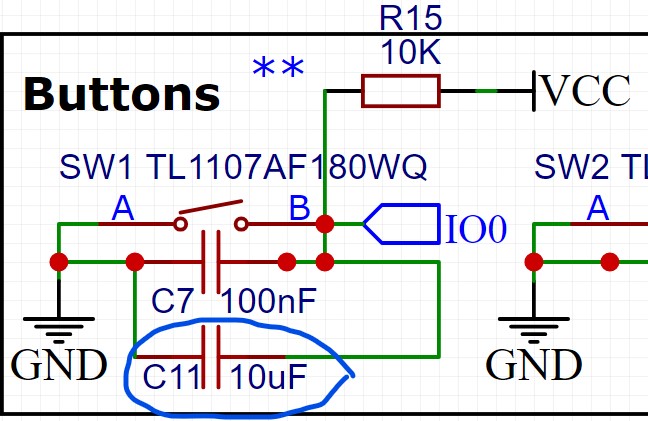 R15
10K
**
Buttons
VCC
SW1 TL1107AF180WQ
SW2 TL
A
B
A
IO0
C7 100nF
GND
C11 10uF
GND